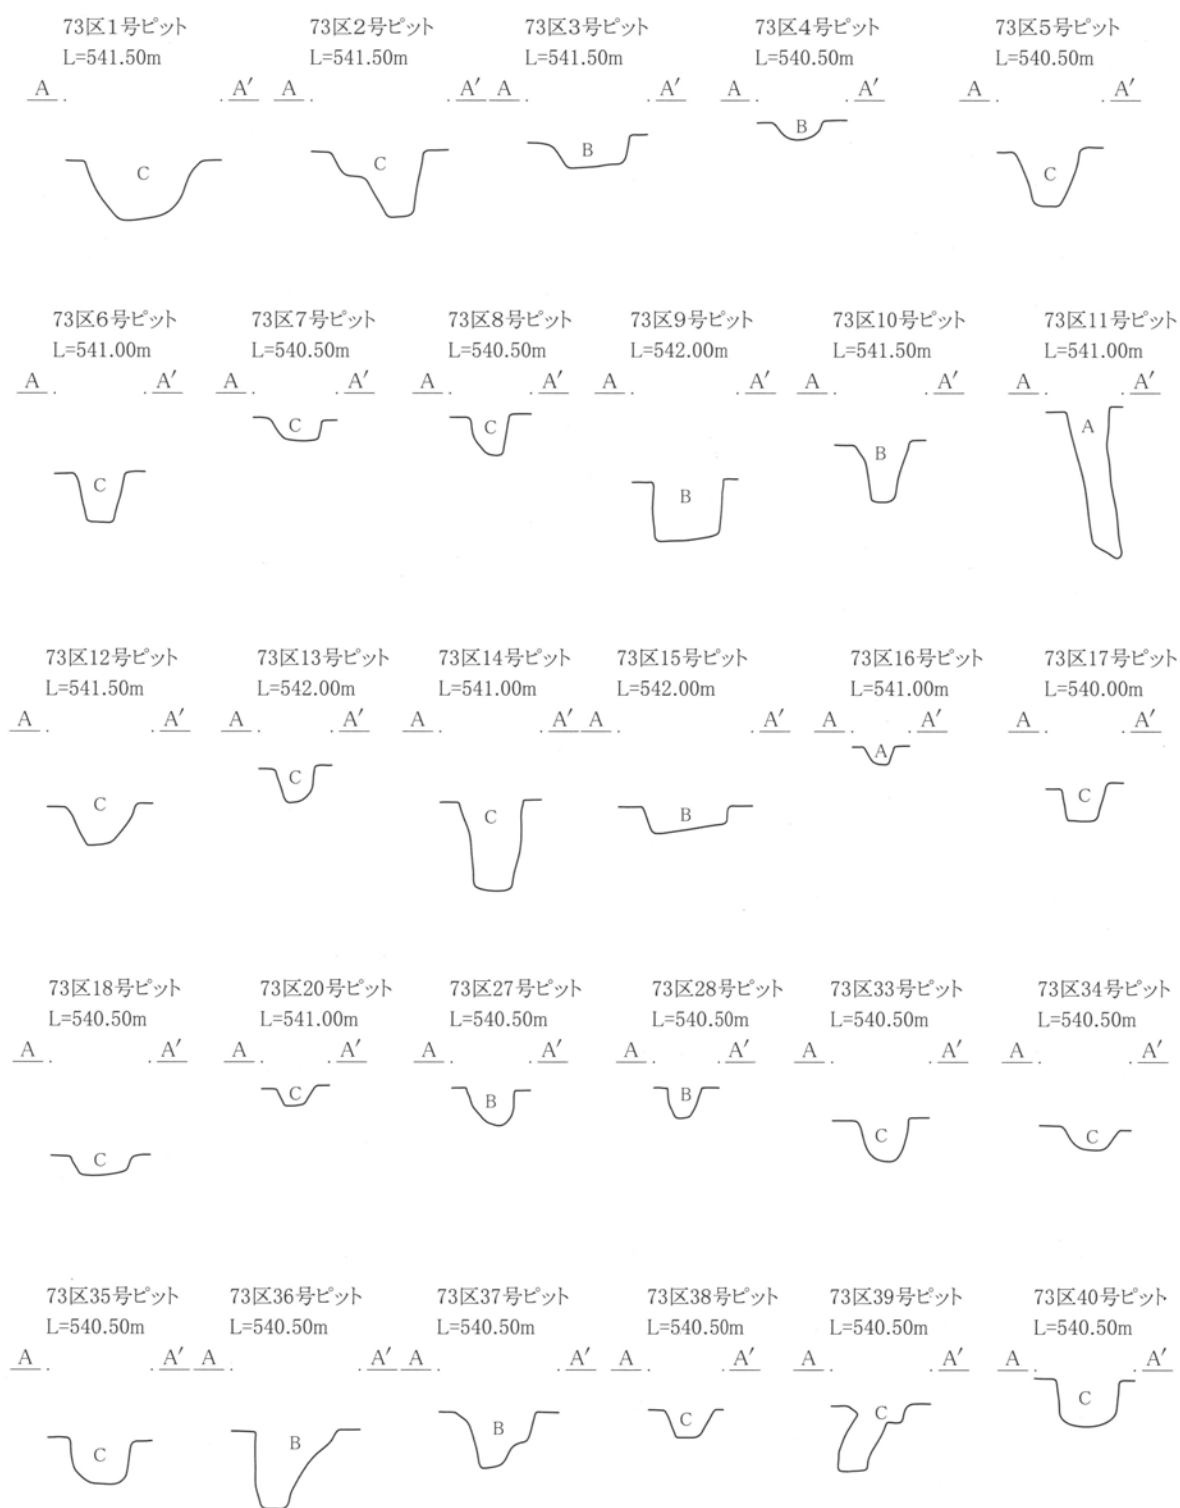 73区1号ピット 73区2号ピット 73区3号ピット 73区4号ピット 73区5号ピット
L=541.50m L=541.50m L=541.50m L=540.50m L=540.50m
A A′ A A′ A A′ A A′ A A′
C C B B C
73区6号ピット 73区7号ピット 73区8号ピット 73区9号ピット 73区10号ピット 73区11号ピット
L=541.00m L=540.50m L=540.50m L=542.00m L=541.50m L=541.00m
A A′ A A′ A A′ A A′ A A′ A A′
C C C B B A
73区12号ピット 73区13号ピット 73区14号ピット 73区15号ピット 73区16号ピット 73区17号ピット
L=541.50m L=542.00m L=541.00m L=542.00m L=541.00m L=540.00m
A A′ A A′ A A′ A A′ A A′ A A′
C C C B A C
73区18号ピット 73区20号ピット 73区27号ピット 73区28号ピット 73区33号ピット 73区34号ピット
L=540.50m L=541.00m L=540.50m L=540.50m L=540.50m L=540.50m
A A′ A A′ A A′ A A′ A A′ A A′
C C B B C C
73区35号ピット 73区36号ピット 73区37号ピット 73区38号ピット 73区39号ピット 73区40号ピット
L=540.50m L=540.50m L=540.50m L=540.50m L=540.50m L=540.50m
A A′ A A′ A A′ A A′ A A′ A A′
C B B C C C